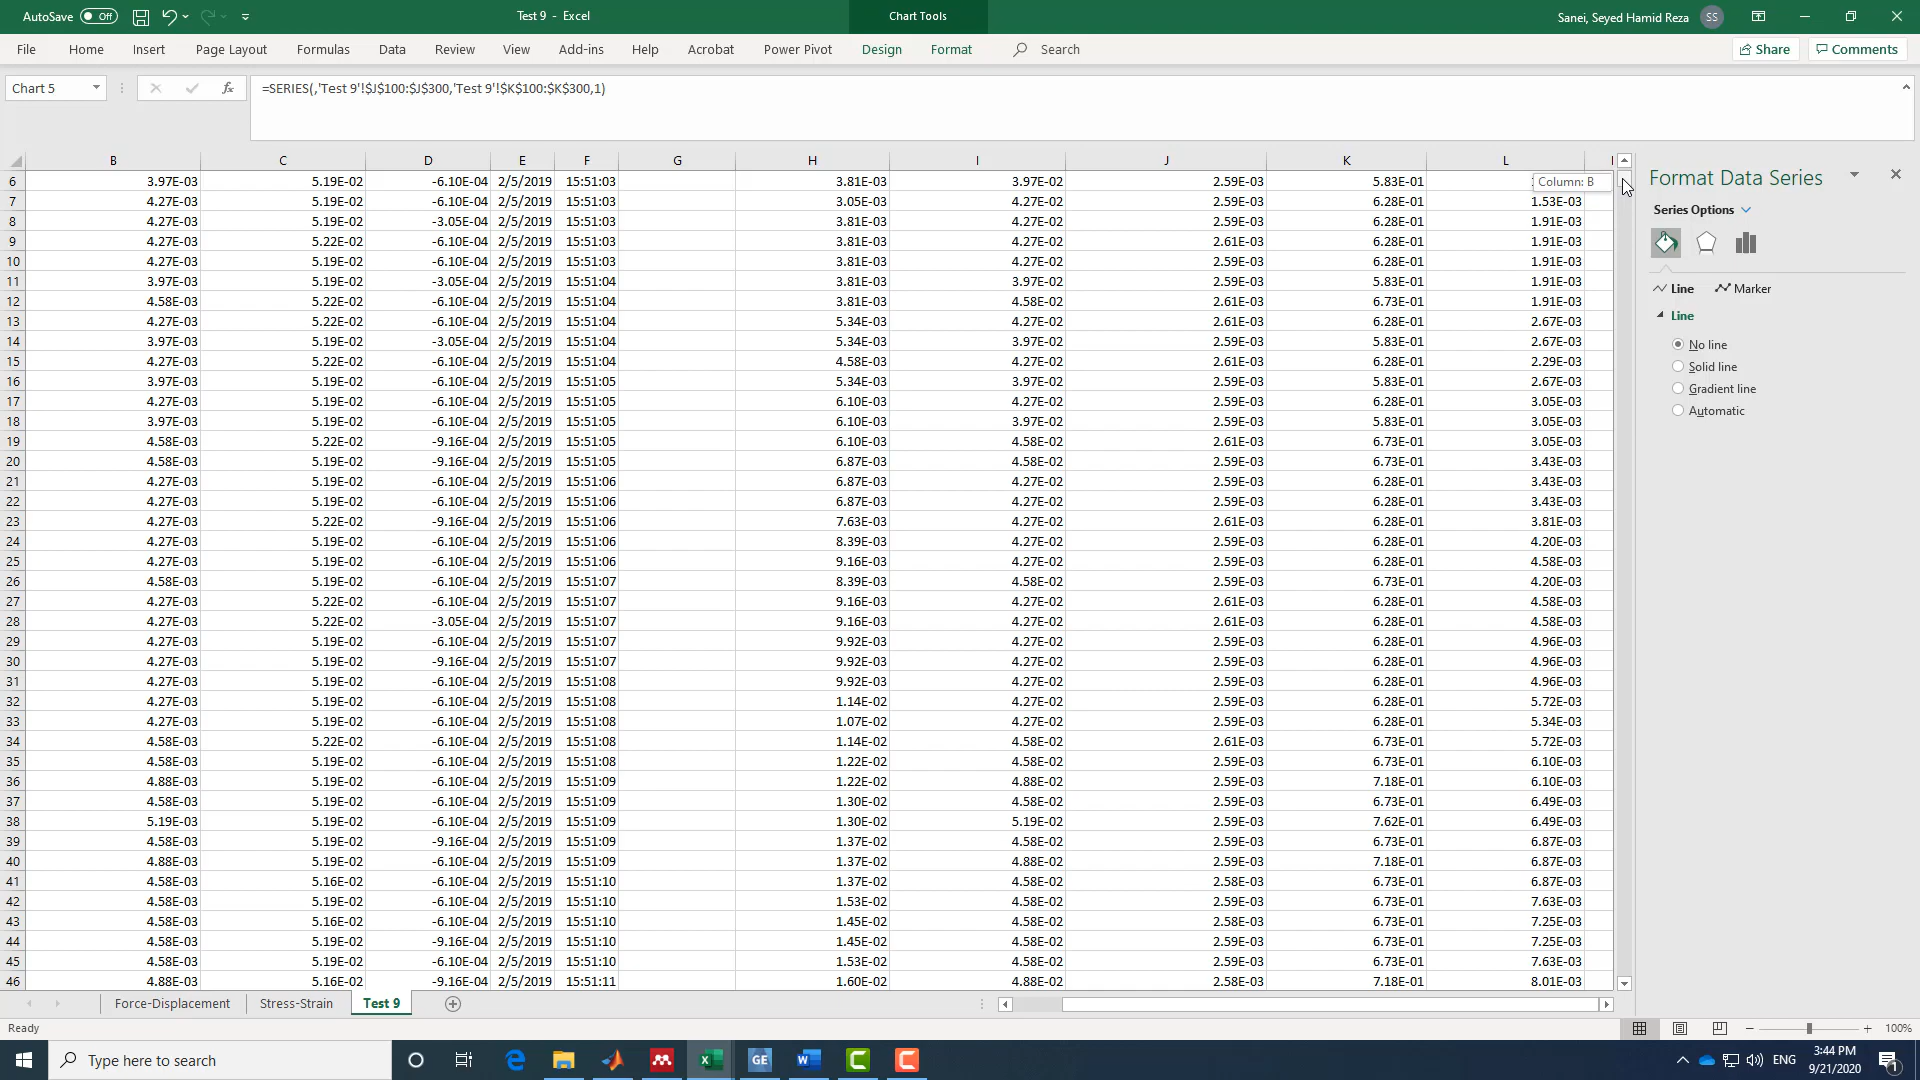 AutoSave Off
Test 9 - Excel
Chart Tools
Sanei, Seyed Hamid Reza SS
File Home Insert Page Layout Formulas Data Review View Add-ins Help Acrobat Power Pivot Design Format Search Share Comments
Chart 5 fx =SERIES(,'Test 9'!$J$100:$J$300,'Test 9'!$K$100:$K$300,1)
B C D E F G H I J K L
6 3.97E-03 5.19E-02 -6.10E-04 2/5/2019 15:51:03 3.81E-03 3.97E-02 2.59E-03 5.83E-01
Column: B
7 4.27E-03 5.19E-02 -6.10E-04 2/5/2019 15:51:03 3.05E-03 4.27E-02 2.59E-03 6.28E-01 1.53E-03
8 4.27E-03 5.19E-02 -3.05E-04 2/5/2019 15:51:03 3.81E-03 4.27E-02 2.59E-03 6.28E-01 1.91E-03
9 4.27E-03 5.22E-02 -6.10E-04 2/5/2019 15:51:03 3.81E-03 4.27E-02 2.61E-03 6.28E-01 1.91E-03
10 4.27E-03 5.19E-02 -6.10E-04 2/5/2019 15:51:03 3.81E-03 4.27E-02 2.59E-03 6.28E-01 1.91E-03
11 3.97E-03 5.19E-02 -3.05E-04 2/5/2019 15:51:04 3.81E-03 3.97E-02 2.59E-03 5.83E-01 1.91E-03
12 4.58E-03 5.22E-02 -6.10E-04 2/5/2019 15:51:04 3.81E-03 4.58E-02 2.61E-03 6.73E-01 1.91E-03
13 4.27E-03 5.22E-02 -6.10E-04 2/5/2019 15:51:04 5.34E-03 4.27E-02 2.61E-03 6.28E-01 2.67E-03
14 3.97E-03 5.19E-02 -3.05E-04 2/5/2019 15:51:04 5.34E-03 3.97E-02 2.59E-03 5.83E-01 2.67E-03
15 4.27E-03 5.22E-02 -6.10E-04 2/5/2019 15:51:04 4.58E-03 4.27E-02 2.61E-03 6.28E-01 2.29E-03
16 3.97E-03 5.19E-02 -6.10E-04 2/5/2019 15:51:05 5.34E-03 3.97E-02 2.59E-03 5.83E-01 2.67E-03
17 4.27E-03 5.19E-02 -6.10E-04 2/5/2019 15:51:05 6.10E-03 4.27E-02 2.59E-03 6.28E-01 3.05E-03
18 3.97E-03 5.19E-02 -6.10E-04 2/5/2019 15:51:05 6.10E-03 3.97E-02 2.59E-03 5.83E-01 3.05E-03
19 4.58E-03 5.22E-02 -9.16E-04 2/5/2019 15:51:05 6.10E-03 4.58E-02 2.61E-03 6.73E-01 3.05E-03
20 4.58E-03 5.19E-02 -9.16E-04 2/5/2019 15:51:05 6.87E-03 4.58E-02 2.59E-03 6.73E-01 3.43E-03
21 4.27E-03 5.19E-02 -6.10E-04 2/5/2019 15:51:06 6.87E-03 4.27E-02 2.59E-03 6.28E-01 3.43E-03
22 4.27E-03 5.19E-02 -6.10E-04 2/5/2019 15:51:06 6.87E-03 4.27E-02 2.59E-03 6.28E-01 3.43E-03
23 4.27E-03 5.22E-02 -9.16E-04 2/5/2019 15:51:06 7.63E-03 4.27E-02 2.61E-03 6.28E-01 3.81E-03
24 4.27E-03 5.19E-02 -6.10E-04 2/5/2019 15:51:06 8.39E-03 4.27E-02 2.59E-03 6.28E-01 4.20E-03
25 4.27E-03 5.19E-02 -6.10E-04 2/5/2019 15:51:06 9.16E-03 4.27E-02 2.59E-03 6.28E-01 4.58E-03
26 4.58E-03 5.19E-02 -6.10E-04 2/5/2019 15:51:07 8.39E-03 4.58E-02 2.59E-03 6.73E-01 4.20E-03
27 4.27E-03 5.22E-02 -6.10E-04 2/5/2019 15:51:07 9.16E-03 4.27E-02 2.61E-03 6.28E-01 4.58E-03
28 4.27E-03 5.22E-02 -3.05E-04 2/5/2019 15:51:07 9.16E-03 4.27E-02 2.61E-03 6.28E-01 4.58E-03
29 4.27E-03 5.19E-02 -6.10E-04 2/5/2019 15:51:07 9.92E-03 4.27E-02 2.59E-03 6.28E-01 4.96E-03
30 4.27E-03 5.19E-02 -9.16E-04 2/5/2019 15:51:07 9.92E-03 4.27E-02 2.59E-03 6.28E-01 4.96E-03
31 4.27E-03 5.19E-02 -6.10E-04 2/5/2019 15:51:08 9.92E-03 4.27E-02 2.59E-03 6.28E-01 4.96E-03
32 4.27E-03 5.19E-02 -6.10E-04 2/5/2019 15:51:08 1.14E-02 4.27E-02 2.59E-03 6.28E-01 5.72E-03
33 4.27E-03 5.19E-02 -6.10E-04 2/5/2019 15:51:08 1.07E-02 4.27E-02 2.59E-03 6.28E-01 5.34E-03
34 4.58E-03 5.22E-02 -6.10E-04 2/5/2019 15:51:08 1.14E-02 4.58E-02 2.61E-03 6.73E-01 5.72E-03
35 4.58E-03 5.19E-02 -6.10E-04 2/5/2019 15:51:08 1.22E-02 4.58E-02 2.59E-03 6.73E-01 6.10E-03
36 4.88E-03 5.19E-02 -6.10E-04 2/5/2019 15:51:09 1.22E-02 4.88E-02 2.59E-03 7.18E-01 6.10E-03
37 4.58E-03 5.19E-02 -6.10E-04 2/5/2019 15:51:09 1.30E-02 4.58E-02 2.59E-03 6.73E-01 6.49E-03
38 5.19E-03 5.19E-02 -6.10E-04 2/5/2019 15:51:09 1.30E-02 5.19E-02 2.59E-03 7.62E-01 6.49E-03
39 4.58E-03 5.19E-02 -9.16E-04 2/5/2019 15:51:09 1.37E-02 4.58E-02 2.59E-03 6.73E-01 6.87E-03
40 4.88E-03 5.19E-02 -6.10E-04 2/5/2019 15:51:09 1.37E-02 4.88E-02 2.59E-03 7.18E-01 6.87E-03
41 4.58E-03 5.16E-02 -6.10E-04 2/5/2019 15:51:10 1.37E-02 4.58E-02 2.58E-03 6.73E-01 6.87E-03
42 4.58E-03 5.19E-02 -6.10E-04 2/5/2019 15:51:10 1.53E-02 4.58E-02 2.59E-03 6.73E-01 7.63E-03
43 4.58E-03 5.16E-02 -6.10E-04 2/5/2019 15:51:10 1.45E-02 4.58E-02 2.58E-03 6.73E-01 7.25E-03
44 4.58E-03 5.19E-02 -9.16E-04 2/5/2019 15:51:10 1.45E-02 4.58E-02 2.59E-03 6.73E-01 7.25E-03
45 4.58E-03 5.19E-02 -6.10E-04 2/5/2019 15:51:10 1.53E-02 4.58E-02 2.59E-03 6.73E-01 7.63E-03
46 4.88E-03 5.16E-02 -9.16E-04 2/5/2019 15:51:11 1.60E-02 4.88E-02 2.58E-03 7.18E-01 8.01E-03
Format Data Series
Series Options
Line Marker
Line
No line
Solid line
Gradient line
Automatic
Force-Displacement Stress-Strain Test 9
Ready
100%
Type here to search
GE
ENG
3:44 PM
9/21/2020
1